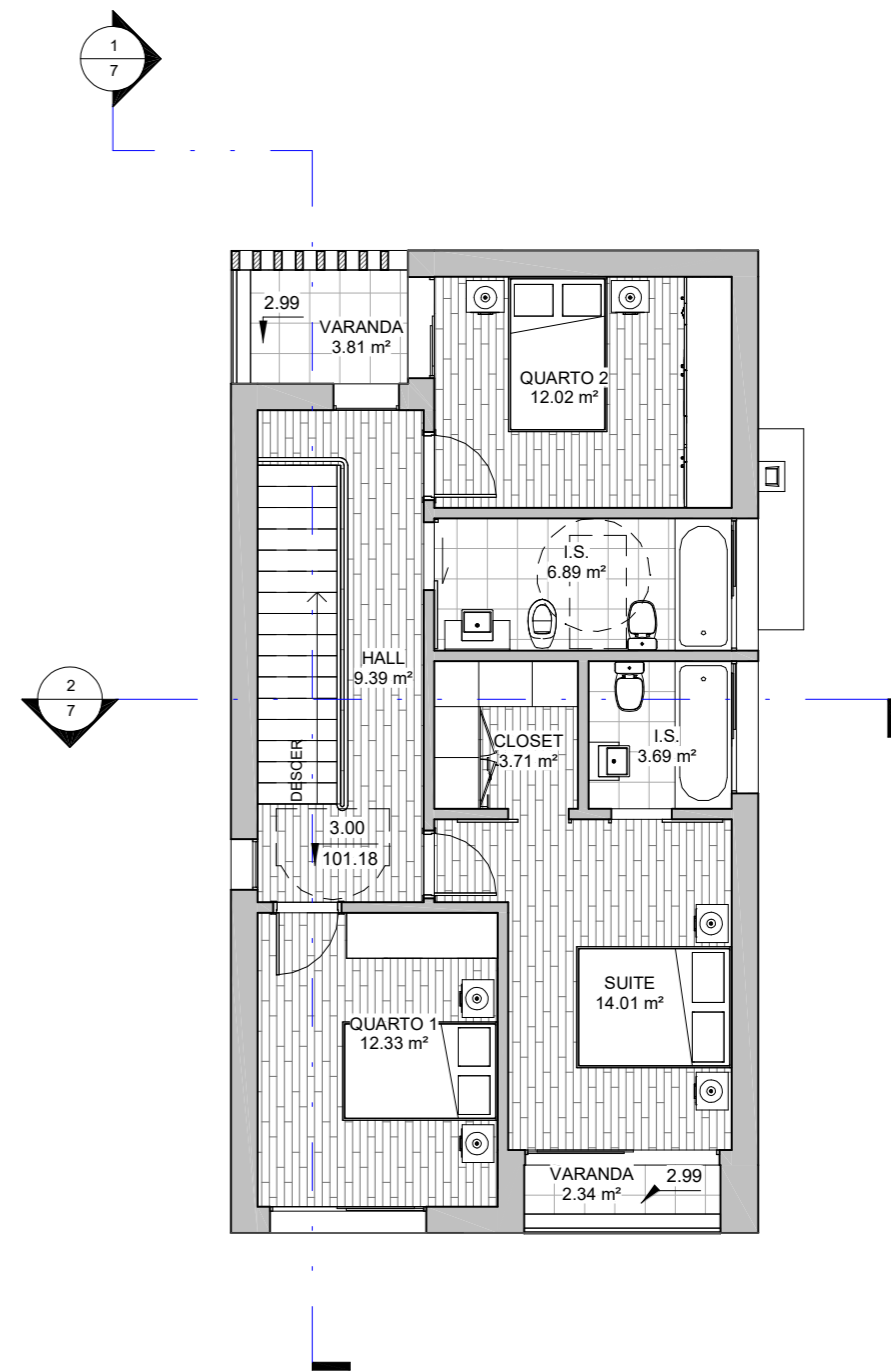 1
7
2.99
VARANDA
3.81 m²
QUARTO 2
12.02 m²
I.S.
6.89 m²
HALL
9.39 m²
2
7
CLOSET
3.71 m²
I.S.
3.69 m²
DESCER
3.00
101.18
SUITE
14.01 m²
QUARTO 1
12.33 m²
VARANDA
2.34 m²
2.99